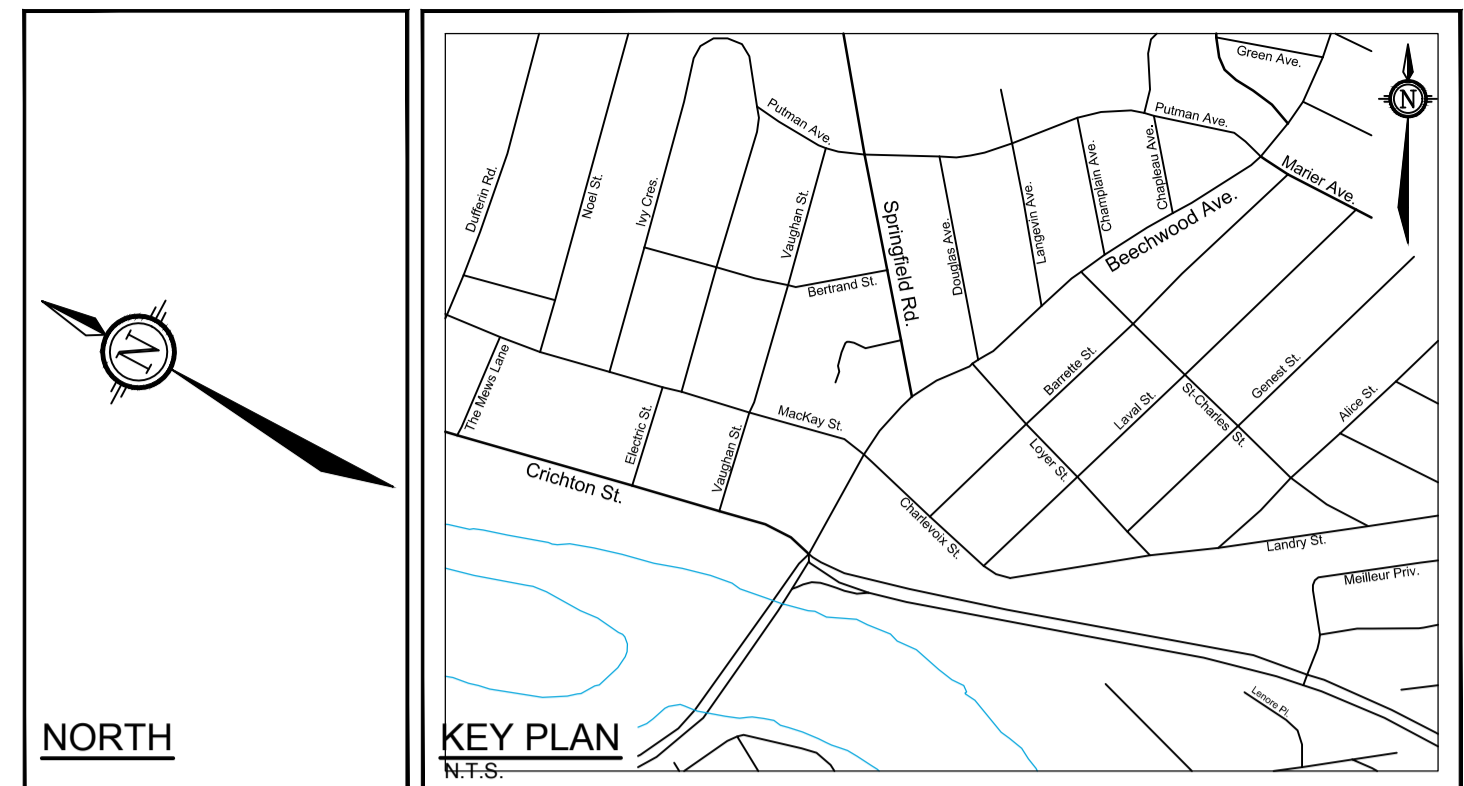 N
NORTH
Green Ave.
N
Putman Ave.
Putman Ave.
Marier Ave.
Dufferin Rd.
Noel St.
Ivy Cres.
Vaughan St.
Springfield Rd.
Douglas Ave.
Langevin Ave.
Champlain Ave.
Chapleau Ave.
Beechwood Ave.
Bertrand St.
The Mews Lane
Electric St.
Vaughan St.
MacKay St.
Barrette St.
Laval St.
St-Charles St.
Genest St.
Alice St.
Loyer St.
Crichton St.
Charlevoix St.
Landry St.
Meilleur Priv.
Lenore Pl.
KEY PLAN
N.T.S.